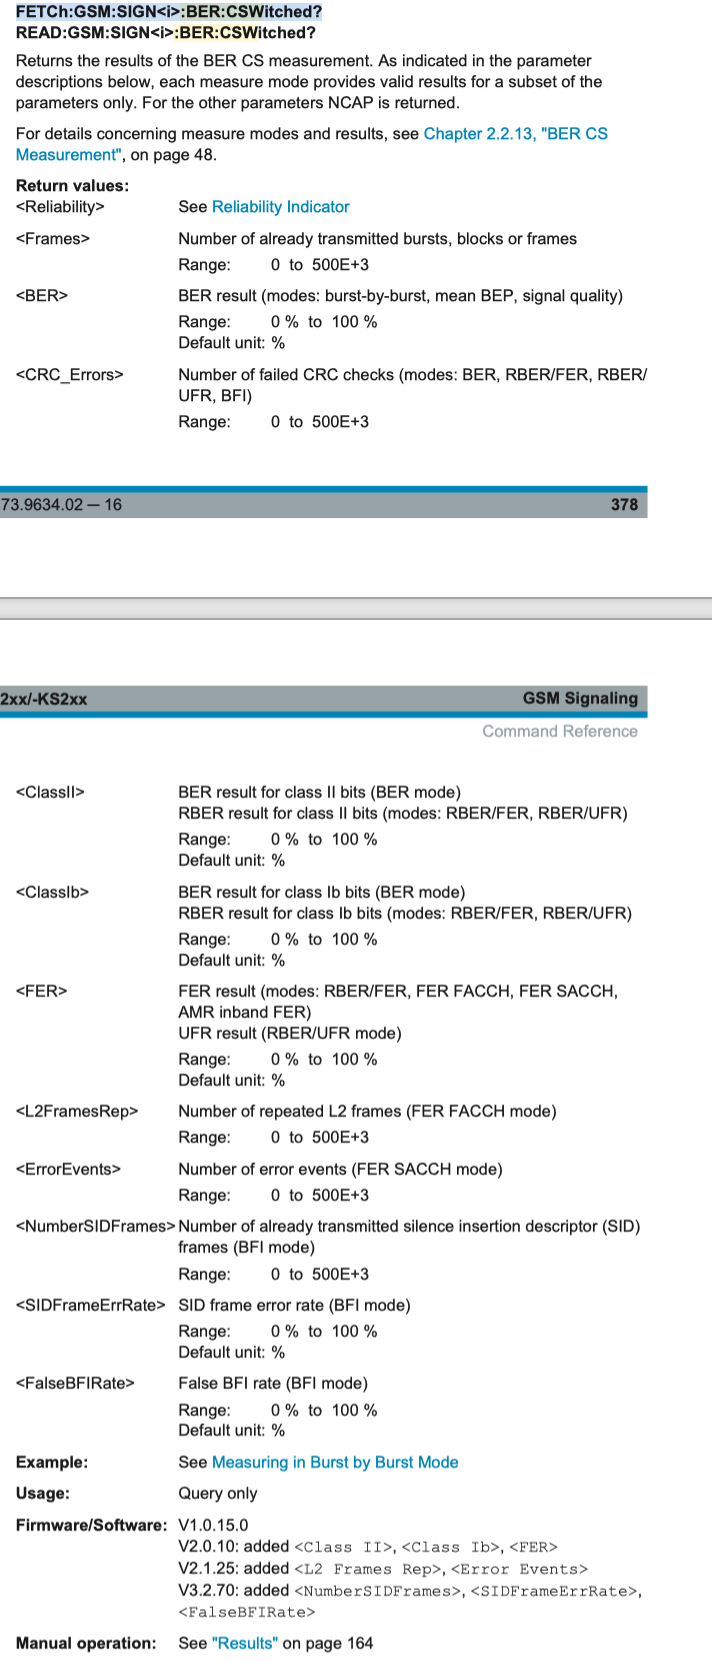 FETCh:GSM:SIGN<i>:BER:CSWitched?
READ:GSM:SIGN<i>:BER:CSWitched?
Returns the results of the BER CS measurement. As indicated in the parameter
descriptions below, each measure mode provides valid results for a subset of the
parameters only. For the other parameters NCAP is returned.
For details concerning measure modes and results, see Chapter 2.2.13, "BER CS
Measurement", on page 48.
Return values:
<Reliability> See Reliability Indicator
<Frames> Number of already transmitted bursts, blocks or frames
Range: 0 to 500E+3
<BER> BER result (modes: burst-by-burst, mean BEP, signal quality)
Range: 0 % to 100 %
Default unit: %
<CRC_Errors> Number of failed CRC checks (modes: BER, RBER/FER, RBER/
UFR, BFI)
Range: 0 to 500E+3
73.9634.02 — 16 378
2xx/-KS2xx GSM Signaling
Command Reference
<ClassII> BER result for class II bits (BER mode)
RBER result for class II bits (modes: RBER/FER, RBER/UFR)
Range: 0 % to 100 %
Default unit: %
<ClassIb> BER result for class Ib bits (BER mode)
RBER result for class Ib bits (modes: RBER/FER, RBER/UFR)
Range: 0 % to 100 %
Default unit: %
<FER> FER result (modes: RBER/FER, FER FACCH, FER SACCH,
AMR inband FER)
UFR result (RBER/UFR mode)
Range: 0 % to 100 %
Default unit: %
<L2FramesRep> Number of repeated L2 frames (FER FACCH mode)
Range: 0 to 500E+3
<ErrorEvents> Number of error events (FER SACCH mode)
Range: 0 to 500E+3
<NumberSIDFrames> Number of already transmitted silence insertion descriptor (SID)
frames (BFI mode)
Range: 0 to 500E+3
<SIDFrameErrRate> SID frame error rate (BFI mode)
Range: 0 % to 100 %
Default unit: %
<FalseBFIRate> False BFI rate (BFI mode)
Range: 0 % to 100 %
Default unit: %
Example: See Measuring in Burst by Burst Mode
Usage: Query only
Firmware/Software: V1.0.15.0
V2.0.10: added <Class II>, <Class Ib>, <FER>
V2.1.25: added <L2 Frames Rep>, <Error Events>
V3.2.70: added <NumberSIDFrames>, <SIDFrameErrRate>,
<FalseBFIRate>
Manual operation: See "Results" on page 164